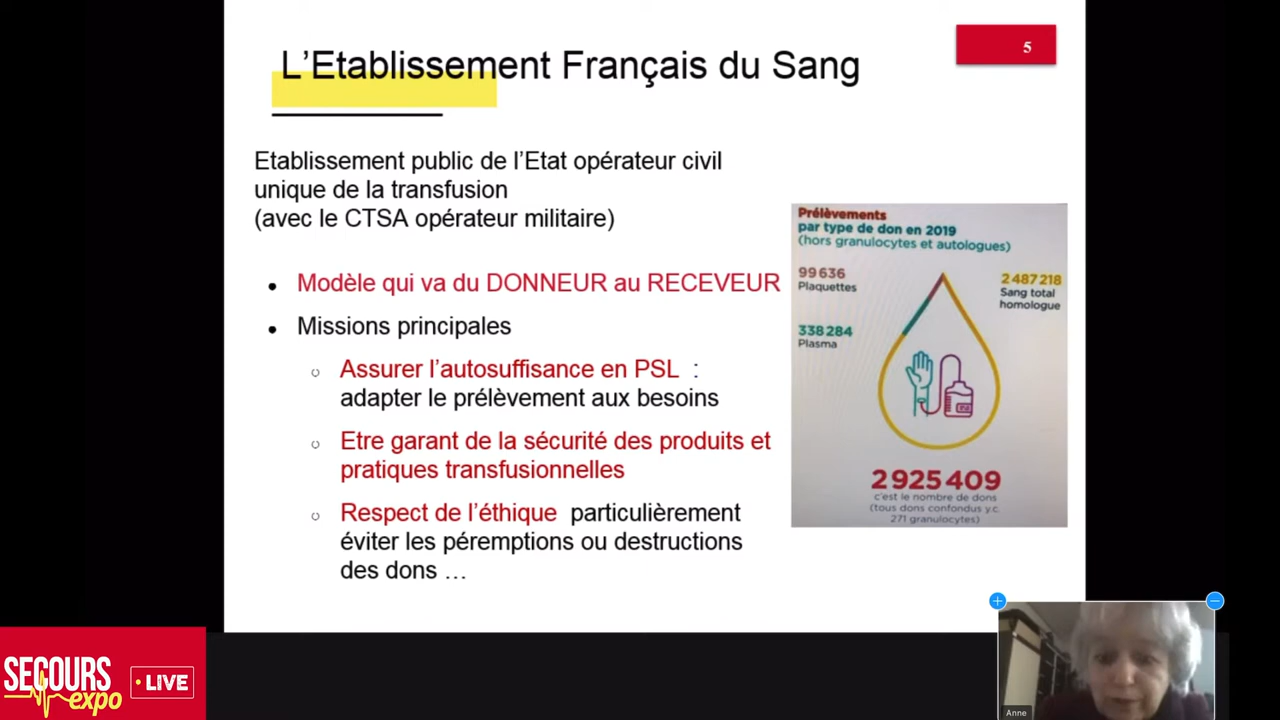 5
L’Etablissement Français du Sang
Etablissement public de l’Etat opérateur civil
unique de la transfusion
(avec le CTSA opérateur militaire)
• Modèle qui va du DONNEUR au RECEVEUR
• Missions principales
○ Assurer l’autosuffisance en PSL :
adapter le prélèvement aux besoins
○ Etre garant de la sécurité des produits et
pratiques transfusionnelles
○ Respect de l’éthique particulièrement
éviter les péremptions ou destructions
des dons …
Prélèvements
par type de don en 2019
(hors granulocytes et autologues)
99 636
Plaquettes
2 487 218
Sang total
homologue
338 284
Plasma
2 925 409
c'est le nombre de dons
(tous dons confondus y.c.
271 granulocytes)
SECOURS
expo
• LIVE
Anne